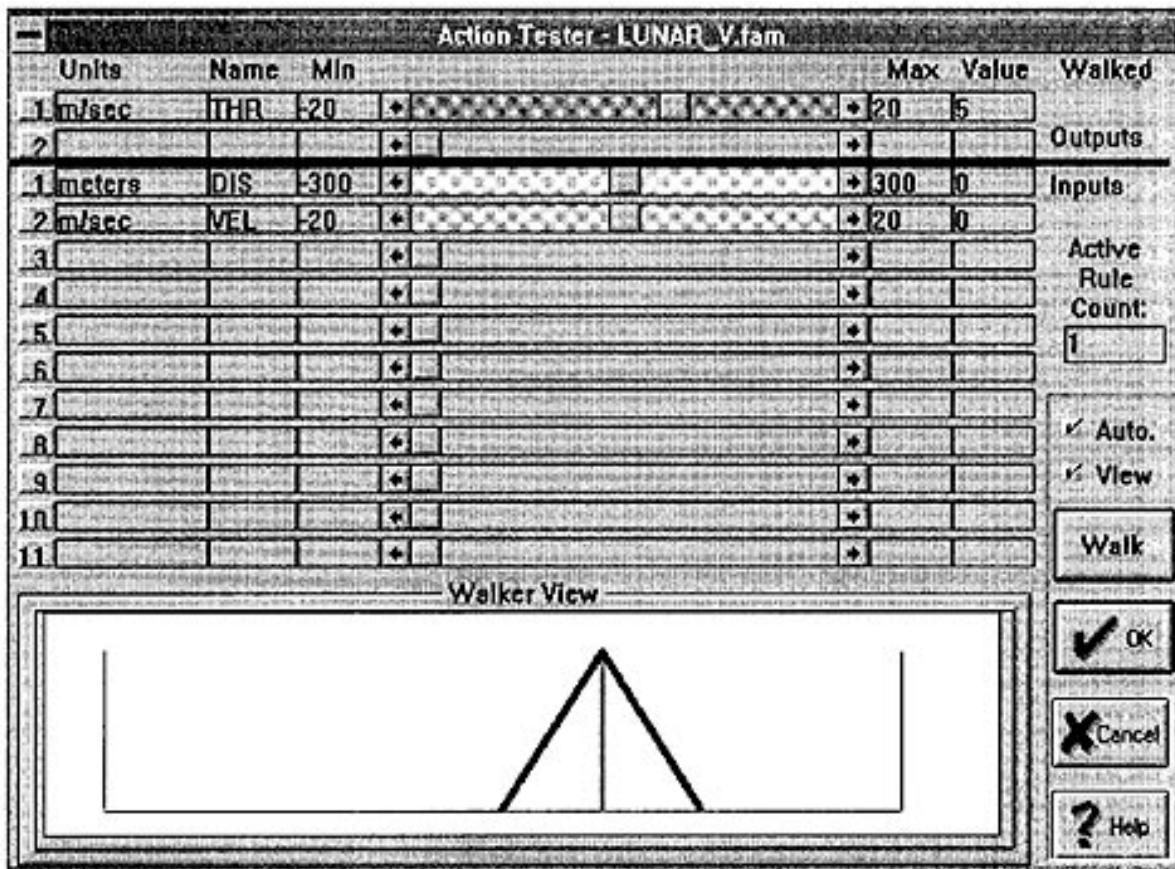 Action Tester - LUNAR_V.fam
Units Name Min Max Value Walked
1 m/sec THR -20 20 5
2 Outputs
1 meters DIS -300 300 0 Inputs
2 m/sec VEL -20 20 0
3 Active
4 Rule
Count:
5
1
6
7
8 Auto.
9 View
10
11 Walk
Walker View
OK
Cancel
? Help